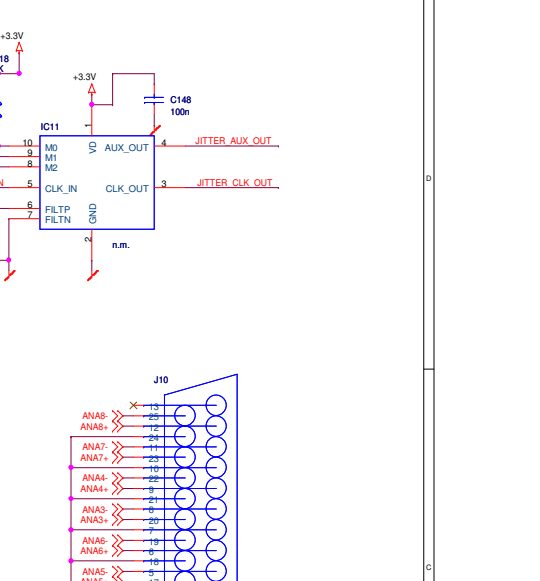 +3.3V
18
K
+3.3V
C148
100n
IC11
1
10 M0
9 M1
8 M2
VD
AUX_OUT 4
JITTER_AUX_OUT
5 CLK_IN
CLK_OUT 3
JITTER_CLK_OUT
N
6 FILTP
7 FILTN
GND
2
n.m.
D
J10
13
ANA8- 25
ANA8+ 12
24
ANA7- 11
ANA7+ 23
10
ANA4- 22
ANA4+ 9
21
ANA3- 8
ANA3+ 20
7
ANA6- 19
ANA6+ 6
18
ANA5- 5
C